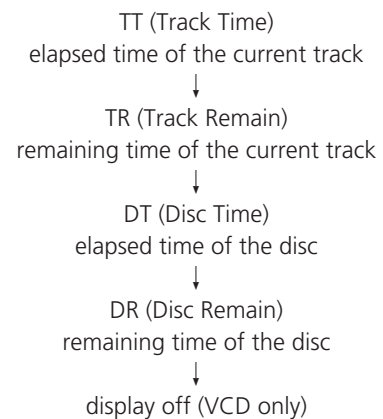 TT (Track Time)
elapsed time of the current track
↓
TR (Track Remain)
remaining time of the current track
↓
DT (Disc Time)
elapsed time of the disc
↓
DR (Disc Remain)
remaining time of the disc
↓
display off (VCD only)